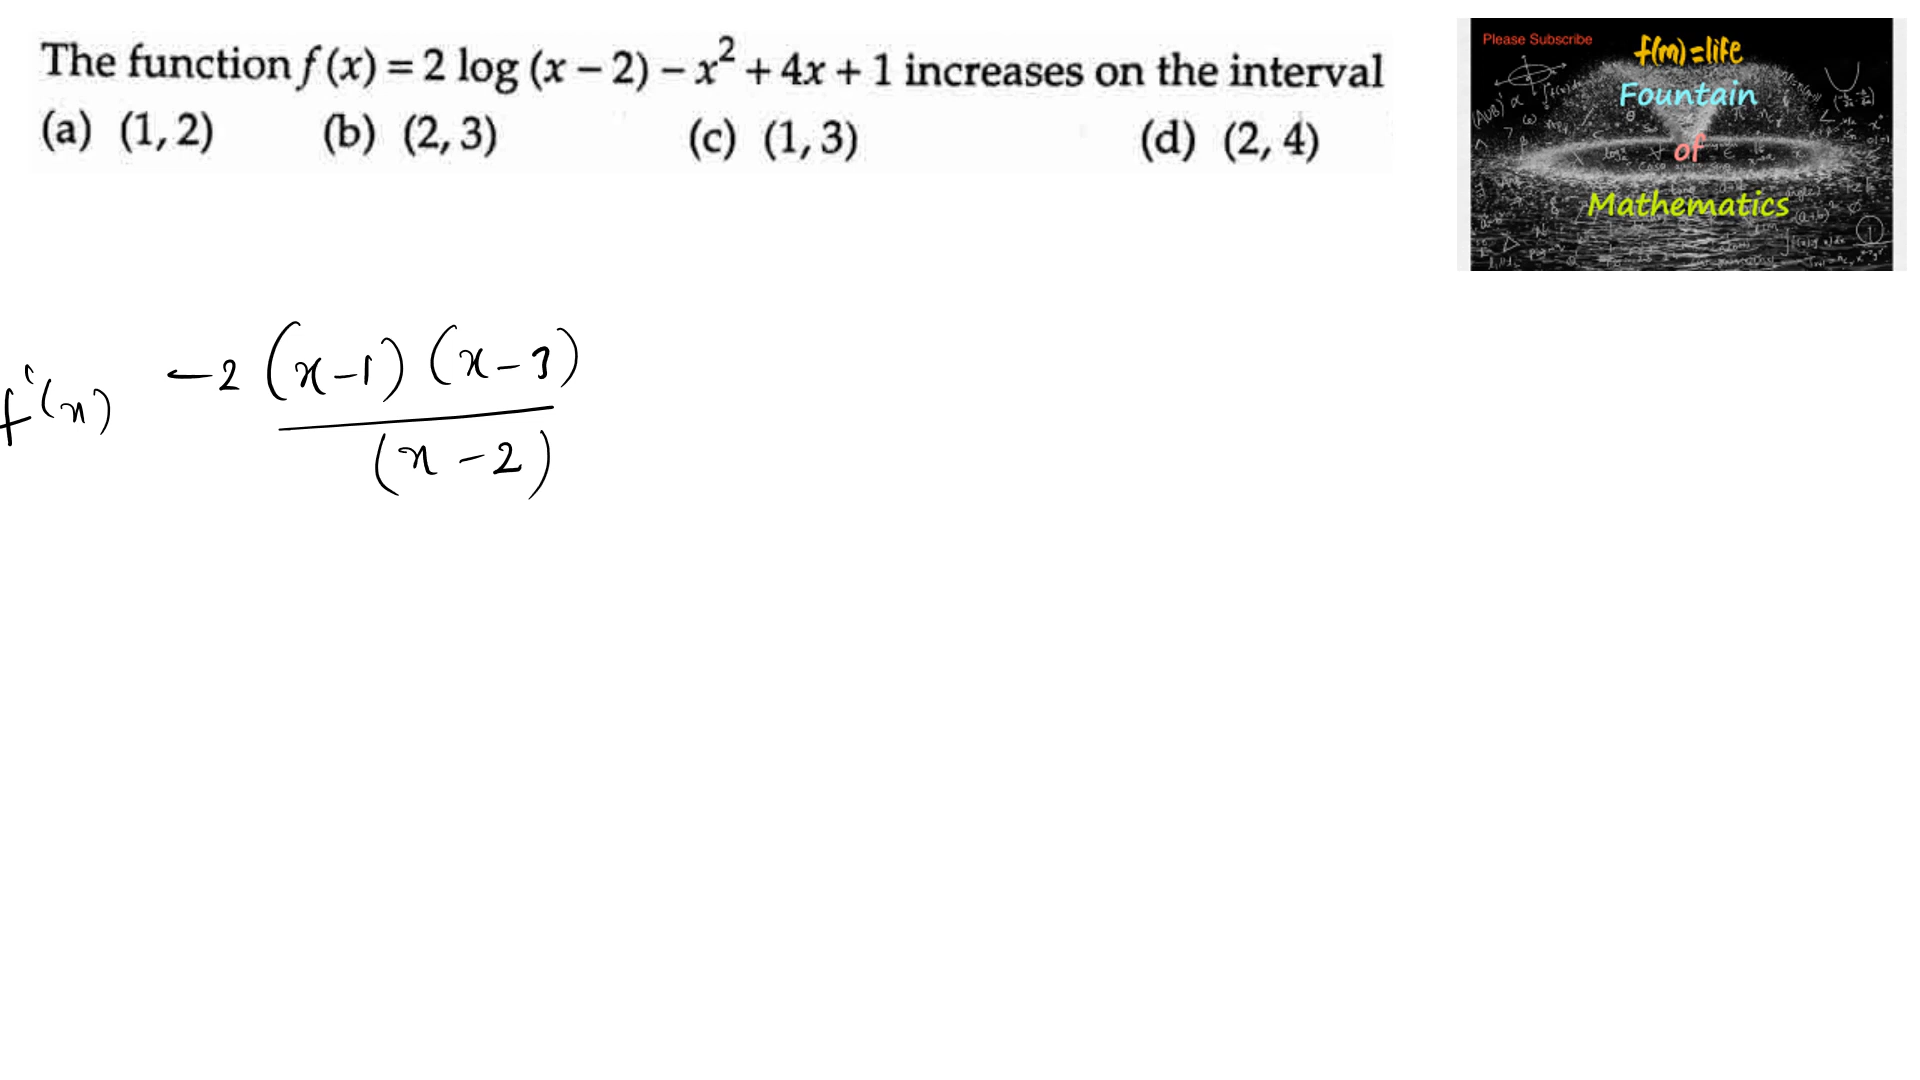 The function f(x) = 2 log (x − 2) − x² + 4x + 1 increases on the interval
(a) (1, 2) (b) (2, 3) (c) (1, 3) (d) (2, 4)
Please Subscribe
f(m)=life
Fountain
of
Mathematics
f'(x) −2 (x−1) (x−3)
(x−2)